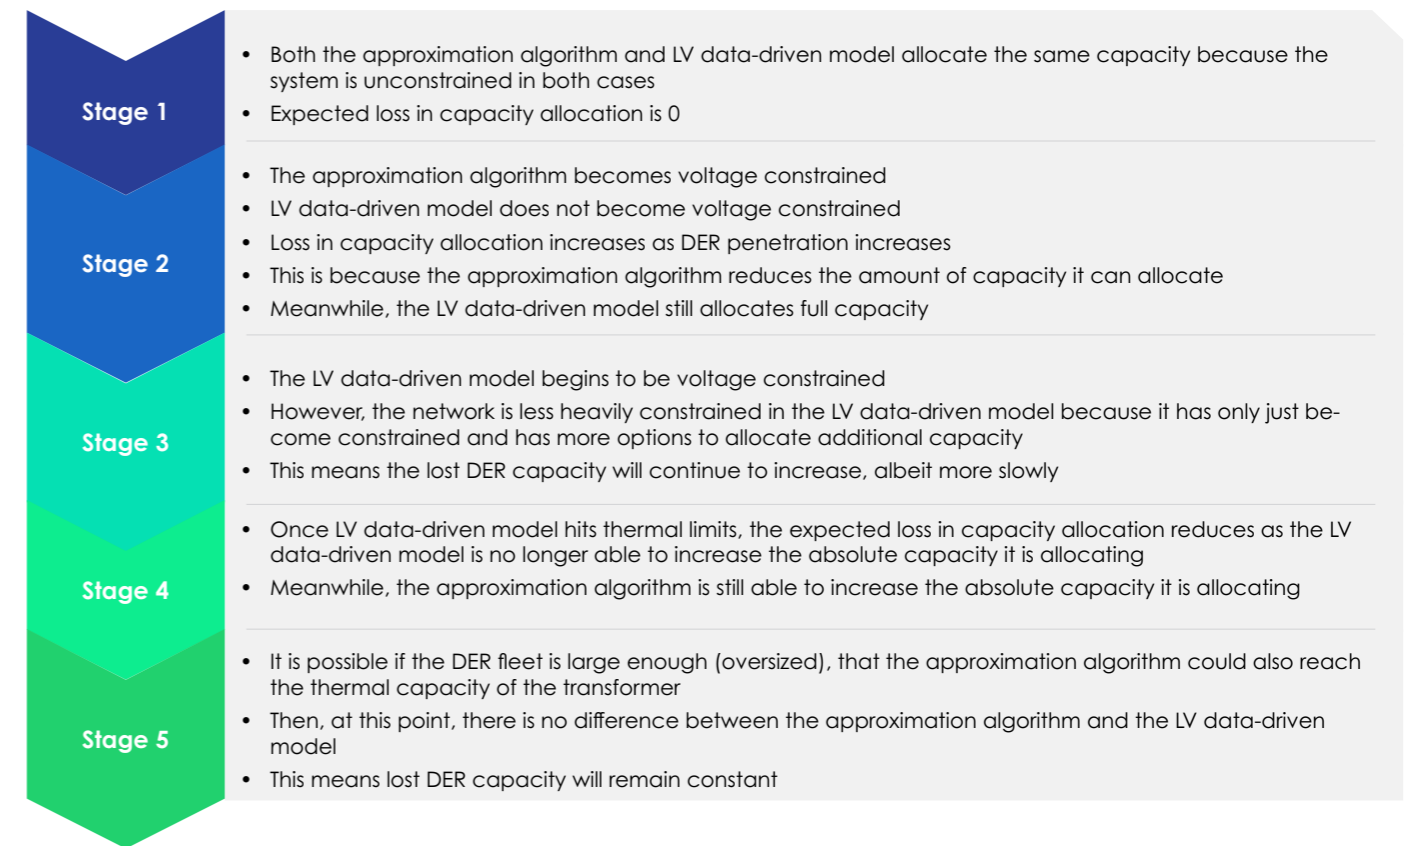 Stage 1
• Both the approximation algorithm and LV data-driven model allocate the same capacity because the
system is unconstrained in both cases
• Expected loss in capacity allocation is 0
Stage 2
• The approximation algorithm becomes voltage constrained
• LV data-driven model does not become voltage constrained
• Loss in capacity allocation increases as DER penetration increases
• This is because the approximation algorithm reduces the amount of capacity it can allocate
• Meanwhile, the LV data-driven model still allocates full capacity
Stage 3
• The LV data-driven model begins to be voltage constrained
• However, the network is less heavily constrained in the LV data-driven model because it has only just be-
come constrained and has more options to allocate additional capacity
• This means the lost DER capacity will continue to increase, albeit more slowly
Stage 4
• Once LV data-driven model hits thermal limits, the expected loss in capacity allocation reduces as the LV
data-driven model is no longer able to increase the absolute capacity it is allocating
• Meanwhile, the approximation algorithm is still able to increase the absolute capacity it is allocating
Stage 5
• It is possible if the DER fleet is large enough (oversized), that the approximation algorithm could also reach
the thermal capacity of the transformer
• Then, at this point, there is no difference between the approximation algorithm and the LV data-driven
model
• This means lost DER capacity will remain constant